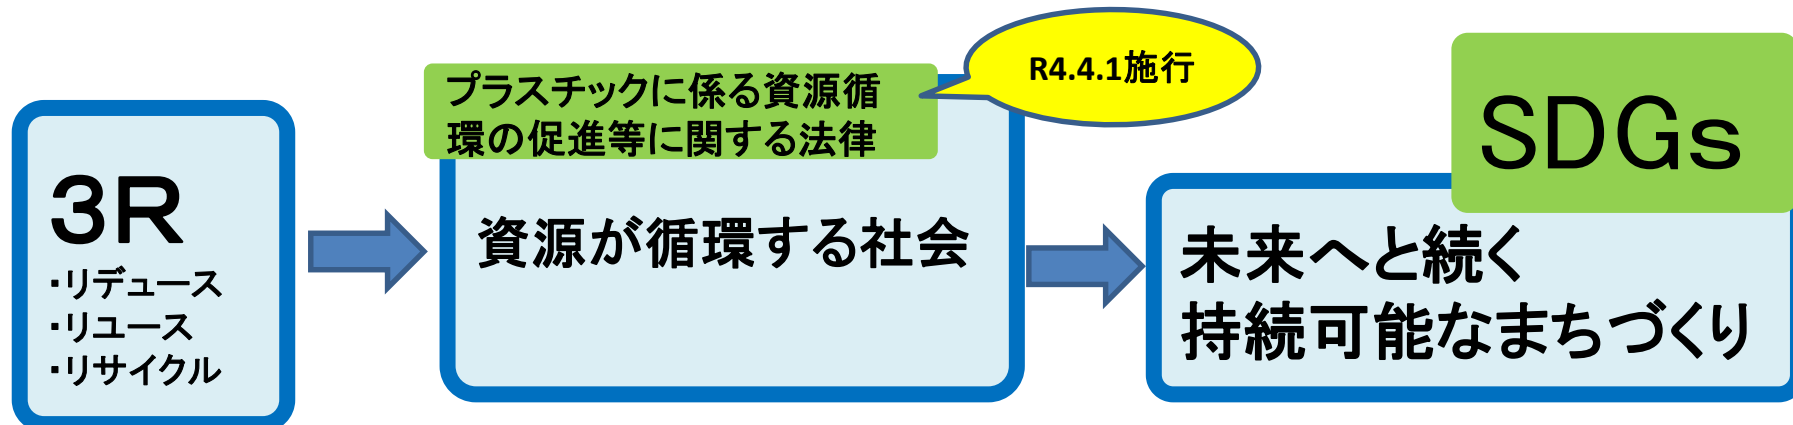 ３Ｒ
・リデュース
・リユース
・リサイクル
プラスチックに係る資源循
環の促進等に関する法律
R4.4.1施行
資源が循環する社会
SDGs
未来へと続く
持続可能なまちづくり